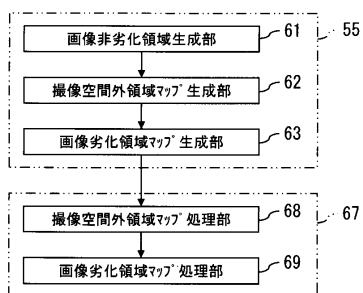 画像非劣化領域生成部 61
55
撮像空間外領域マップ生成部 62
画像劣化領域マップ生成部 63
撮像空間外領域マップ処理部 68
67
画像劣化領域マップ処理部 69